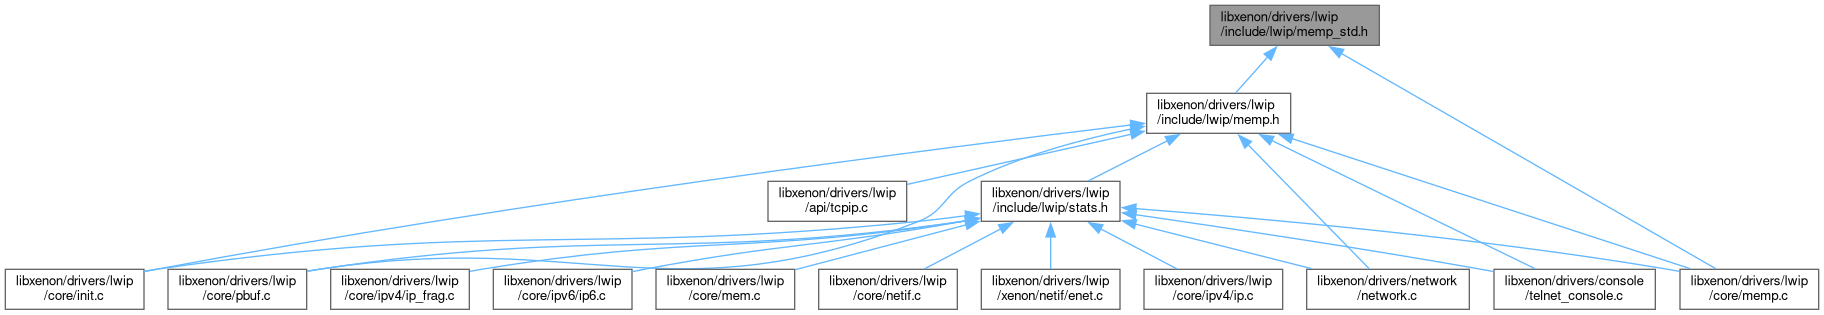 libxenon/drivers/lwip
/include/lwip/memp_std.h
libxenon/drivers/lwip
/include/lwip/memp.h
libxenon/drivers/lwip
/api/tcpip.c
libxenon/drivers/lwip
/include/lwip/stats.h
libxenon/drivers/lwip
/core/init.c
libxenon/drivers/lwip
/core/pbuf.c
libxenon/drivers/lwip
/core/ipv4/ip_frag.c
libxenon/drivers/lwip
/core/ipv6/ip6.c
libxenon/drivers/lwip
/core/mem.c
libxenon/drivers/lwip
/core/netif.c
libxenon/drivers/lwip
/xenon/netif/enet.c
libxenon/drivers/lwip
/core/ipv4/ip.c
libxenon/drivers/network
/network.c
libxenon/drivers/console
/telnet_console.c
libxenon/drivers/lwip
/core/memp.c